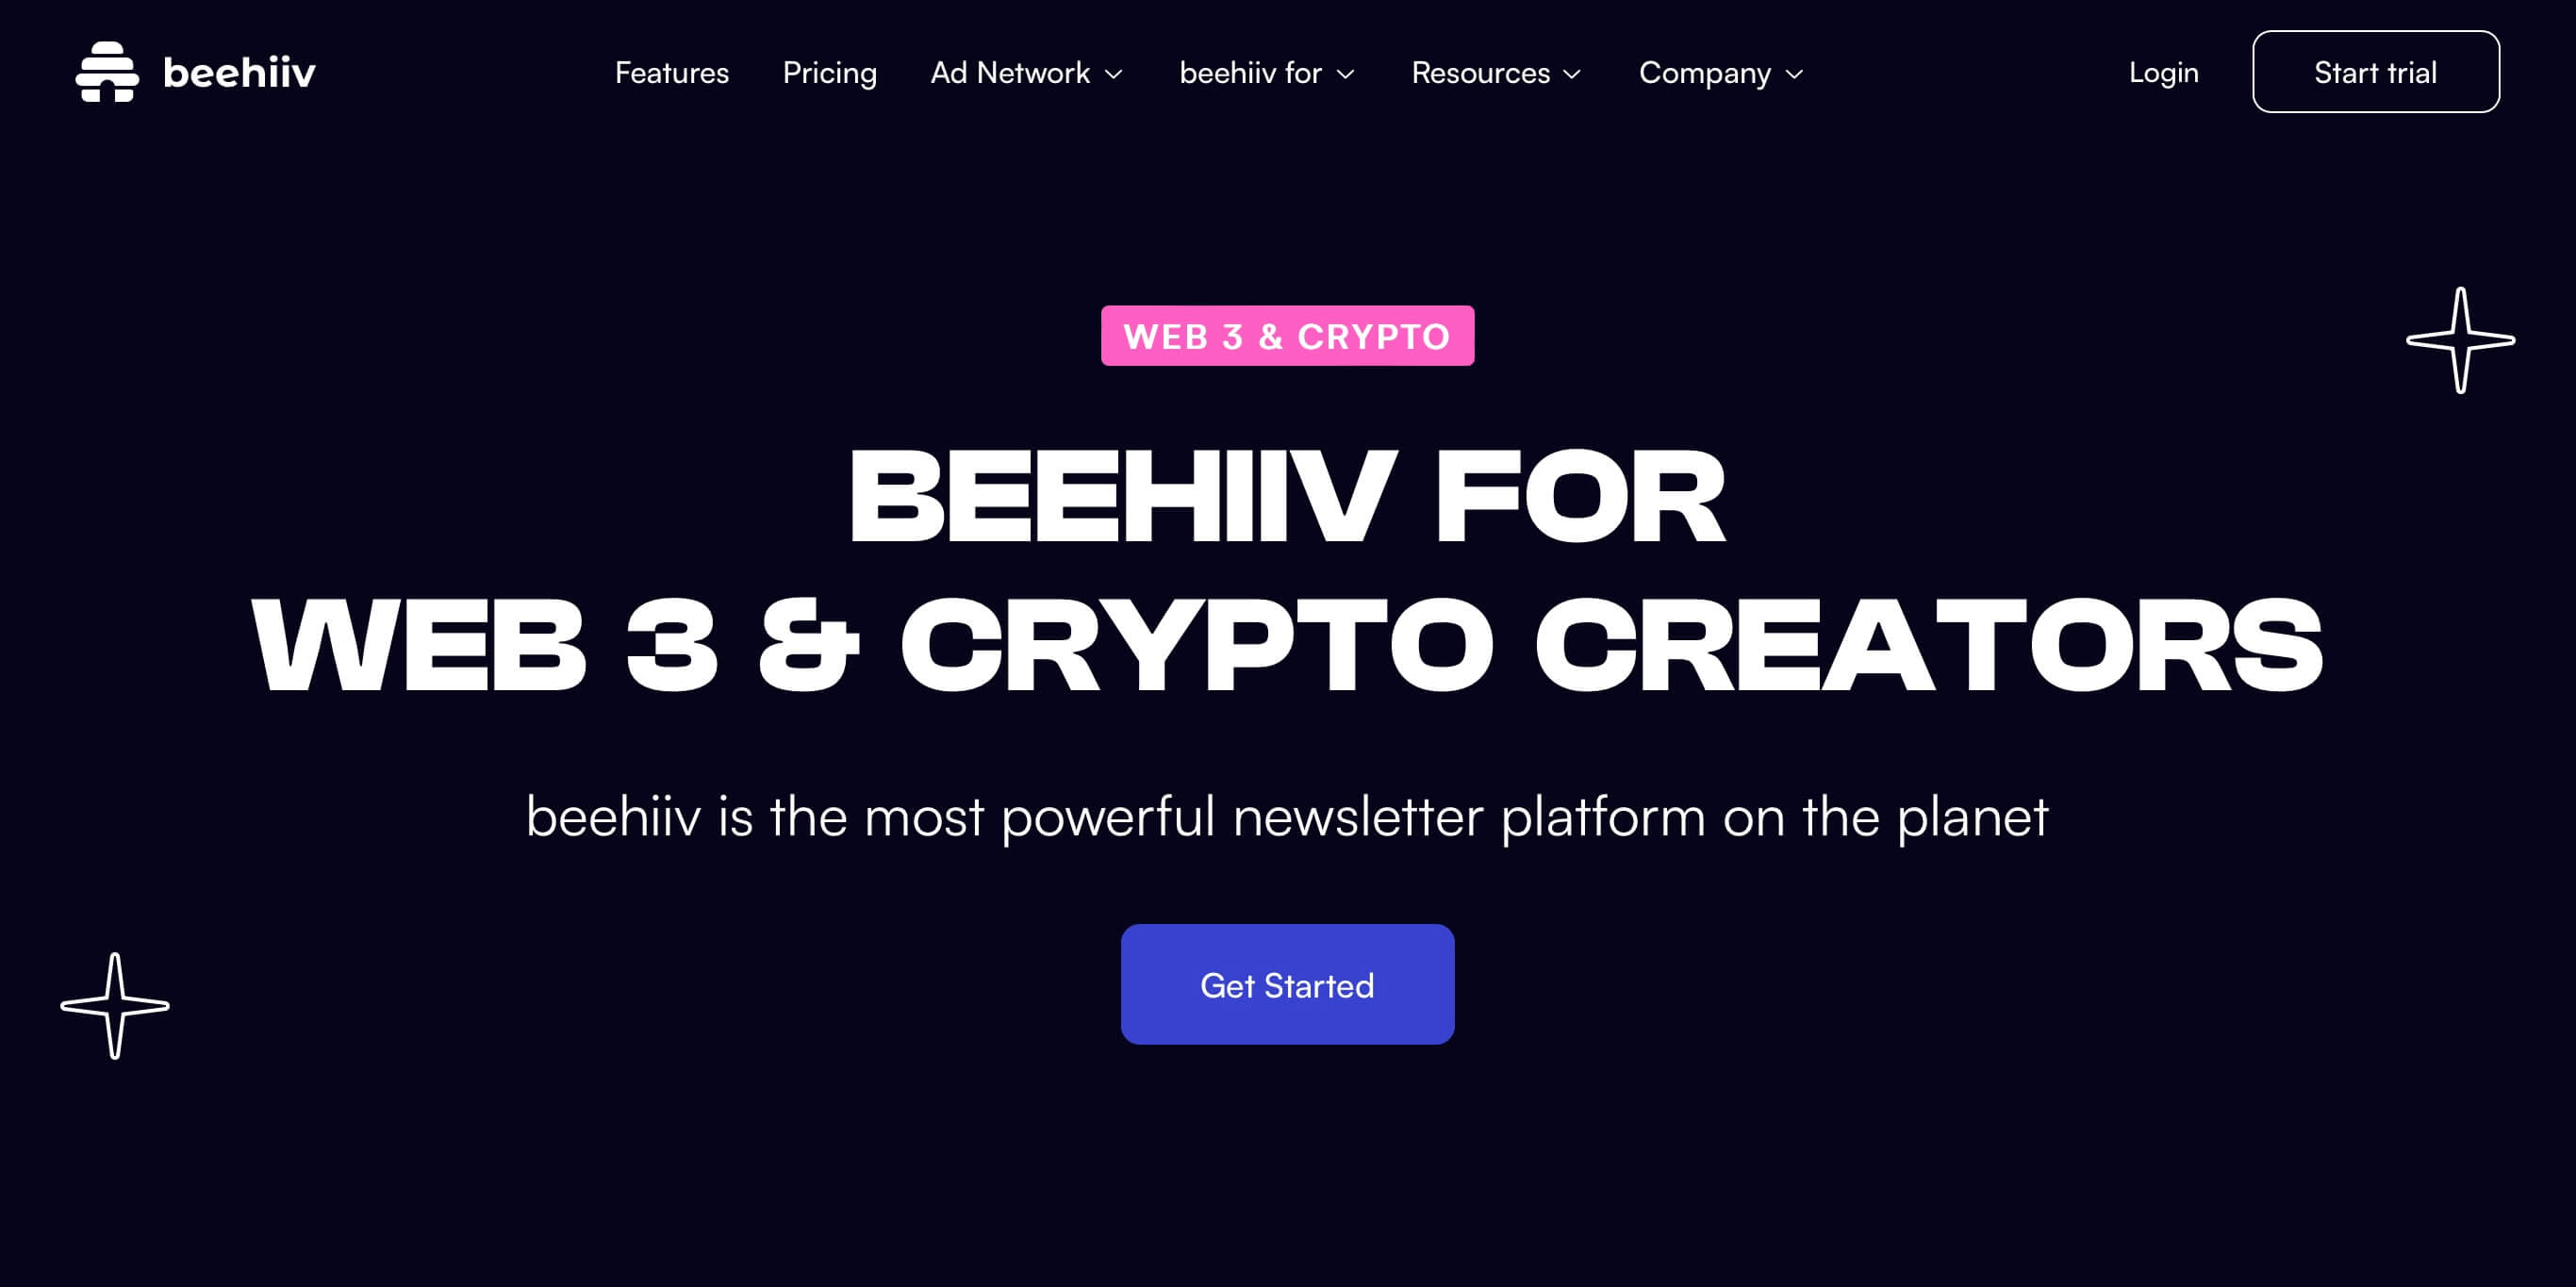 beehiiv
Features Pricing Ad Network beehiiv for Resources Company Login Start trial
WEB 3 & CRYPTO
BEEHIIV FOR
WEB 3 & CRYPTO CREATORS
beehiiv is the most powerful newsletter platform on the planet
Get Started